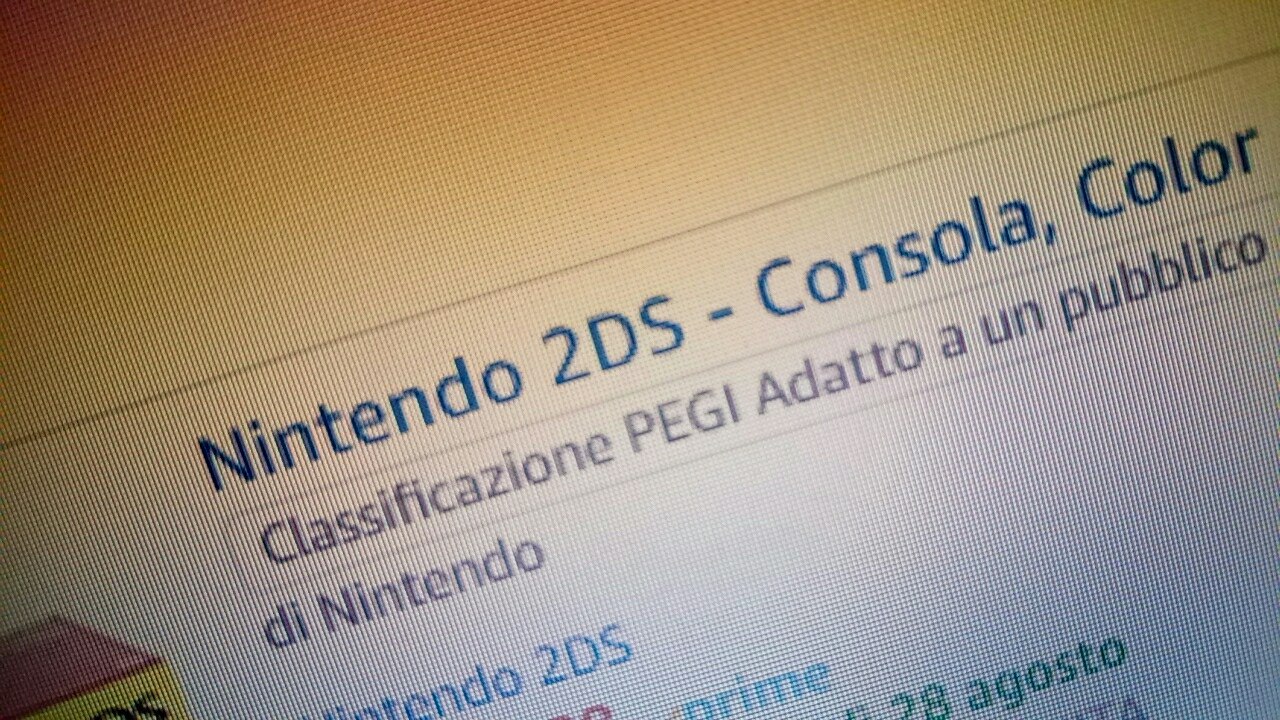 Nintendo 2DS - Consola, Color
Classificazione PEGI Adatto a un pubblico
di Nintendo
Nintendo 2DS
prime
28 agosto